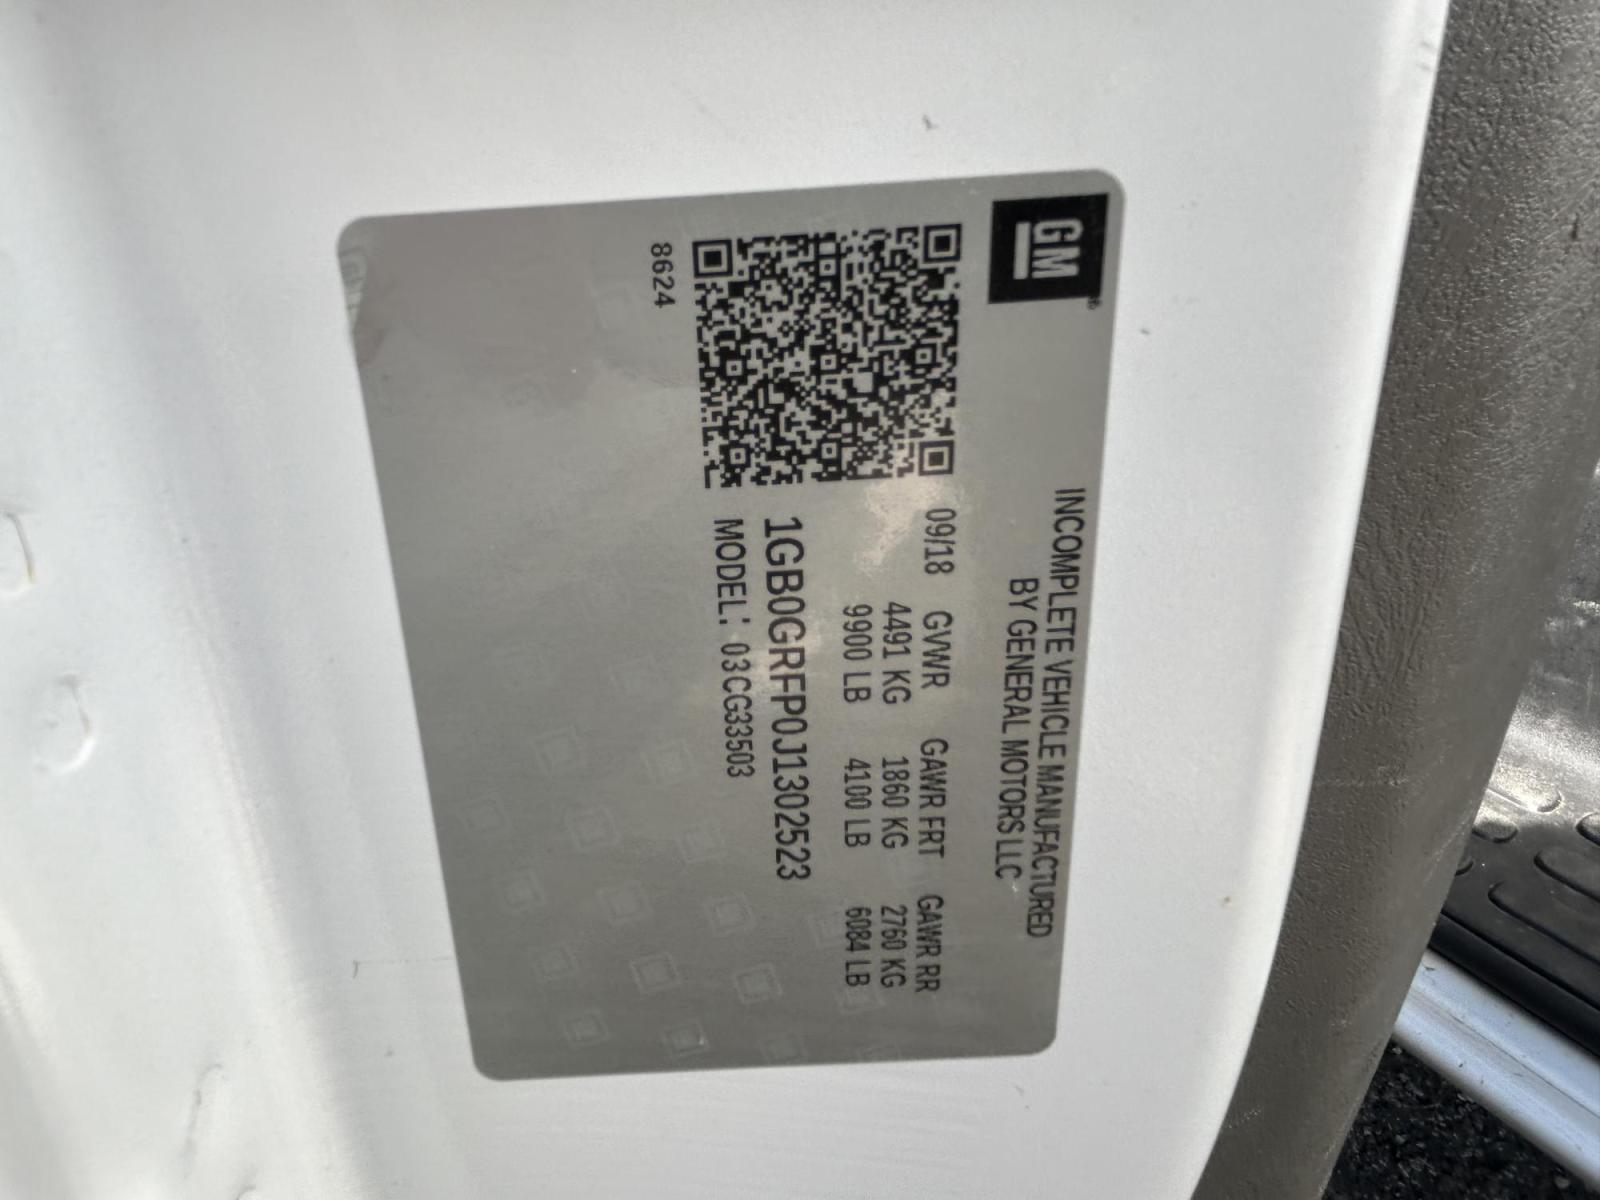 GM®
INCOMPLETE VEHICLE MANUFACTURED
BY GENERAL MOTORS LLC
09/18 GVWR GAWR FRT GAWR RR
4491 KG 1860 KG 2760 KG
9900 LB 4100 LB 6084 LB
1GB0GRFP0J1302523
MODEL: 03CG33503
8624